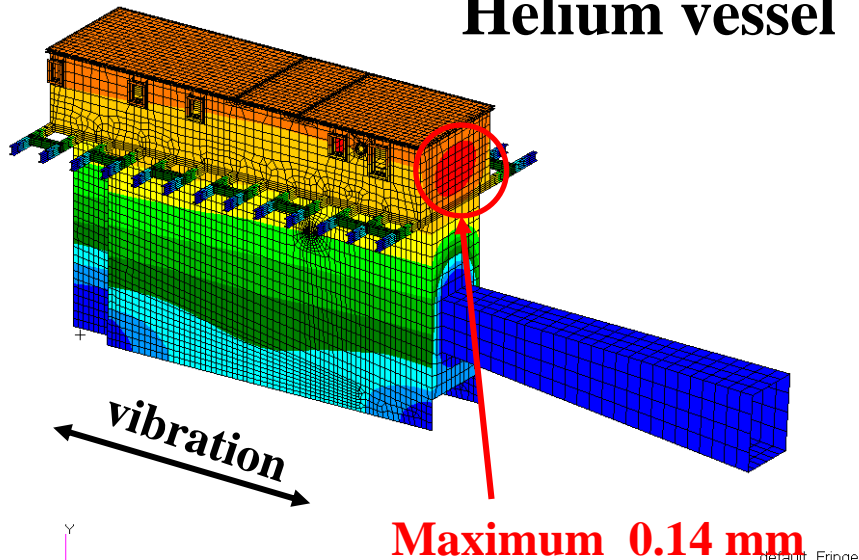 Helium vessel
vibration
Y
Maximum 0.14 mm
default_Fringe